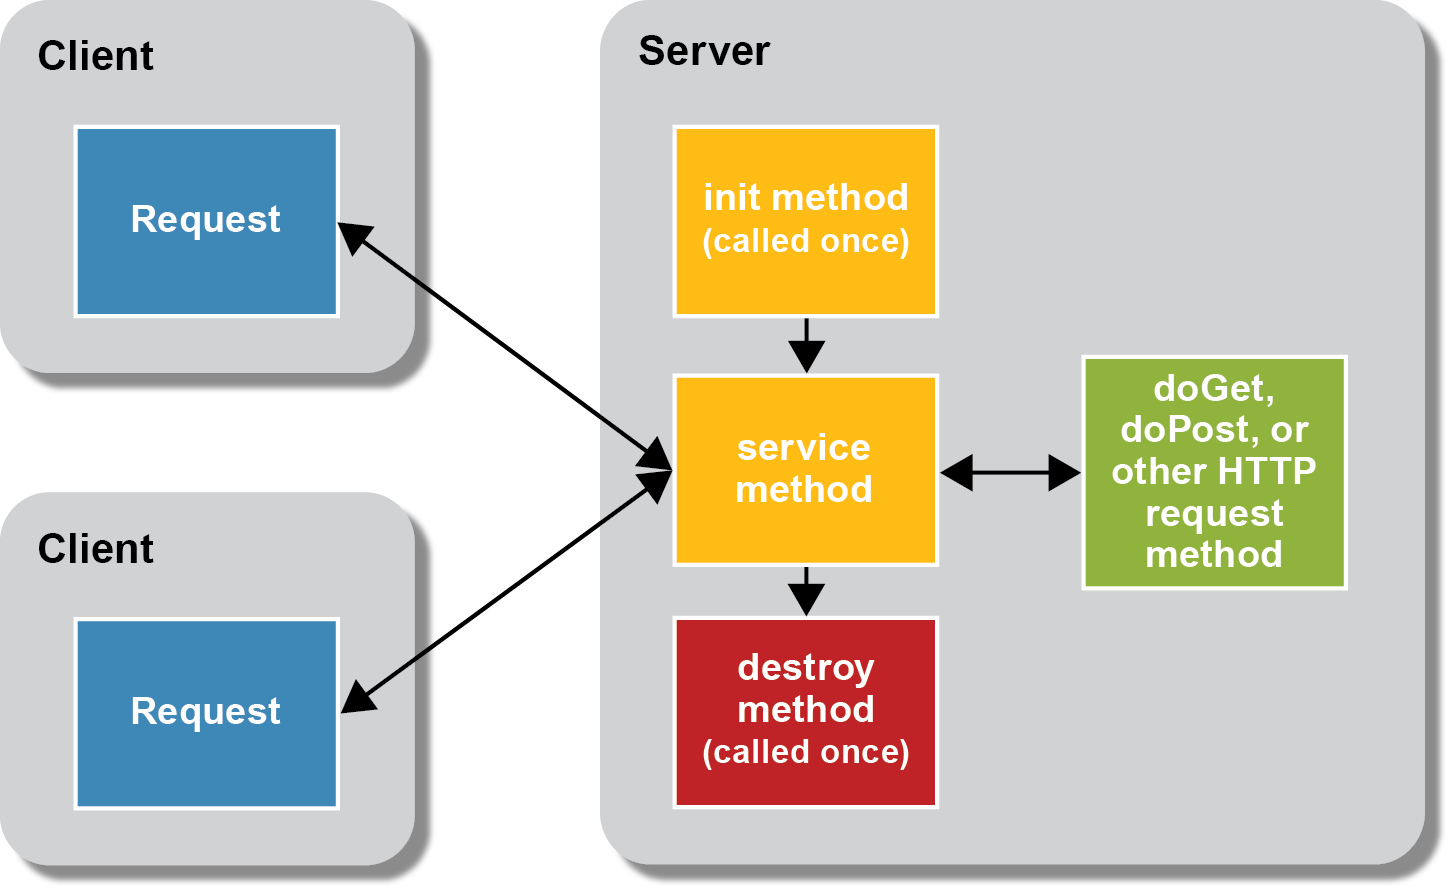 Client
Request
Client
Request
Server
init method
(called once)
service
method
doGet,
doPost, or
other HTTP
request
method
destroy
method
(called once)